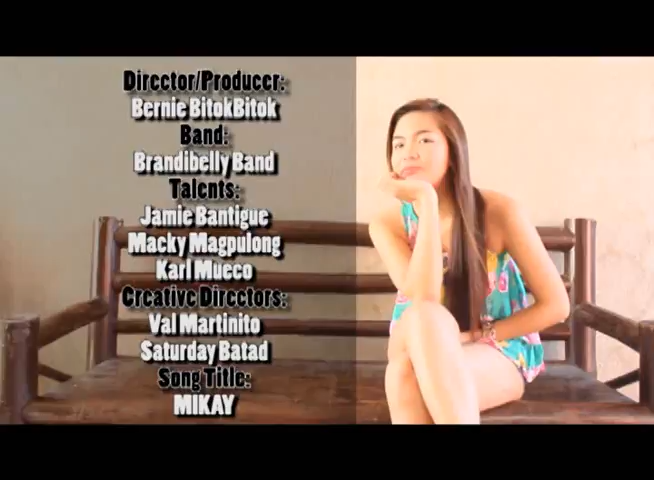 Director/Producer:
Bernie BitokBitok
Band:
Brandibelly Band
Talents:
Jamie Bantigue
Macky Magpulong
Karl Mueco
Creative Directors:
Val Martinito
Saturday Batad
Song Title:
MIKAY